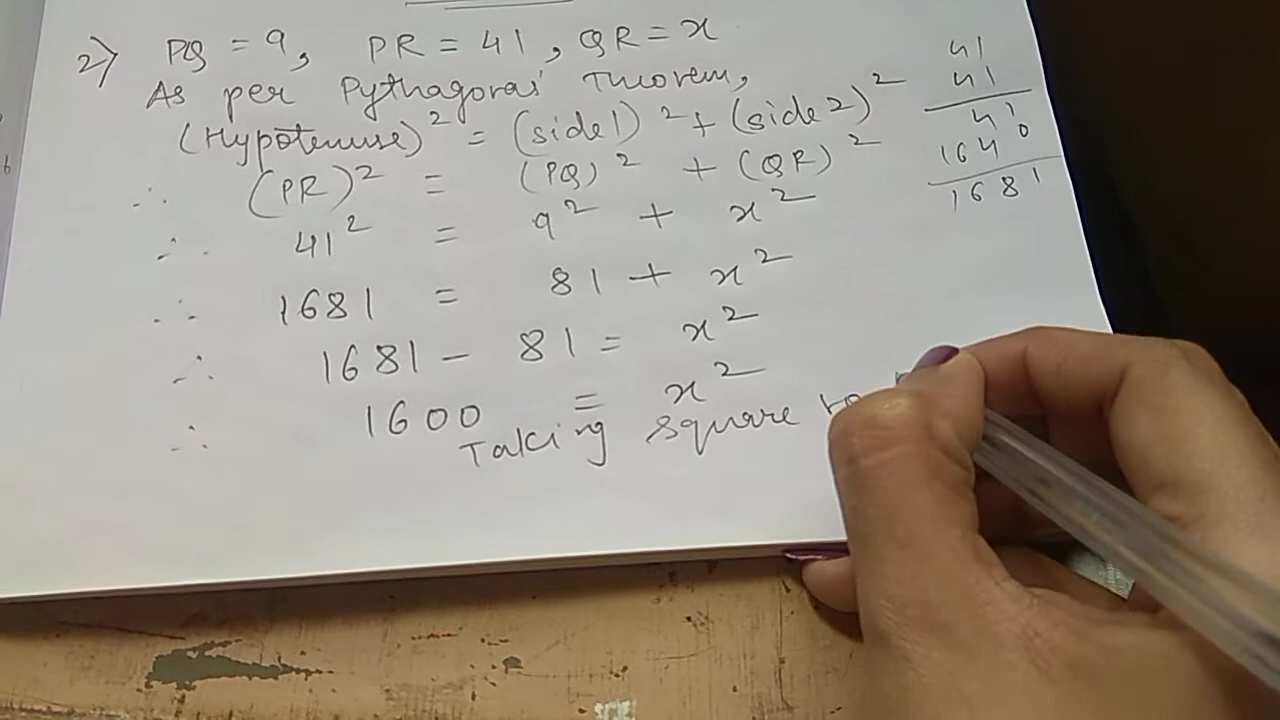 2) PQ = 9, PR = 41, QR = x
As per Pythagoras' Theorem,
(Hypotenuse)² = (side1)² + (side2)²
∴ (PR)² = (PQ)² + (QR)²
∴ 41² = 9² + x²
∴ 1681 = 81 + x²
∴ 1681 - 81 = x²
∴ 1600 = x²
Taking square
41
41
41
1640
1681